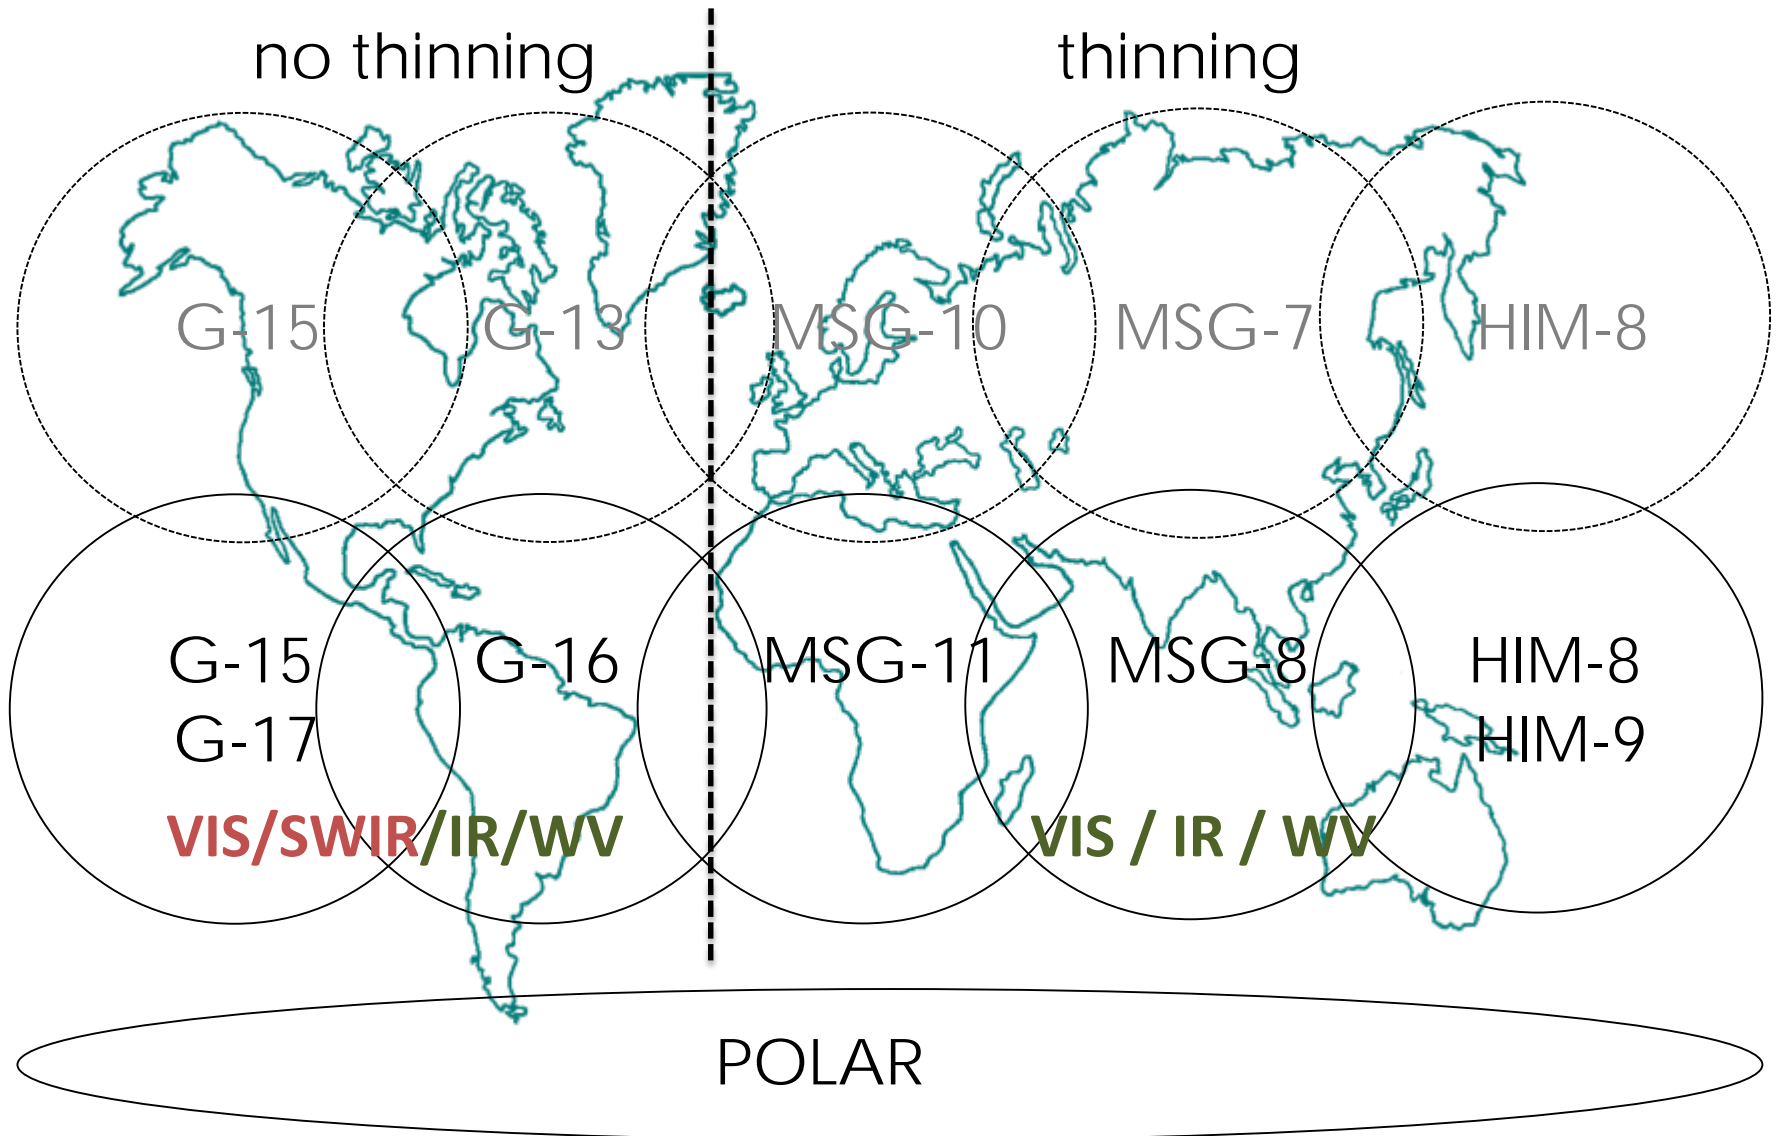 no thinning
thinning
G-15
G-13
MSG-10
MSG-7
HIM-8
G-15
G-17
G-16
MSG-11
MSG-8
HIM-8
HIM-9
VIS/SWIR/IR/WV
VIS / IR / WV
POLAR